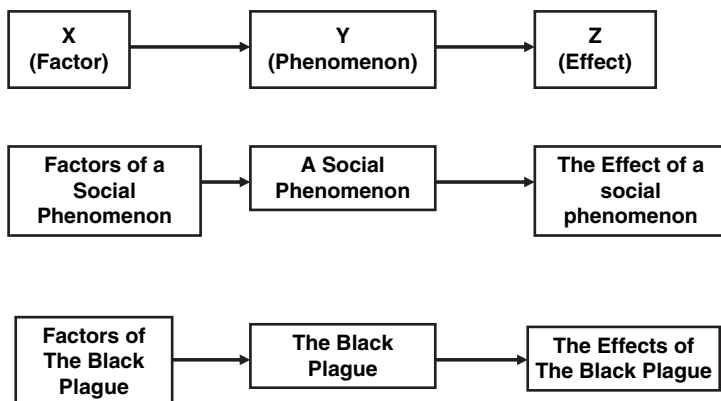 X
(Factor)
Y
(Phenomenon)
Z
(Effect)
Factors of a
Social
Phenomenon
A Social
Phenomenon
The Effect of a
social
phenomenon
Factors of
The Black
Plague
The Black
Plague
The Effects of
The Black Plague